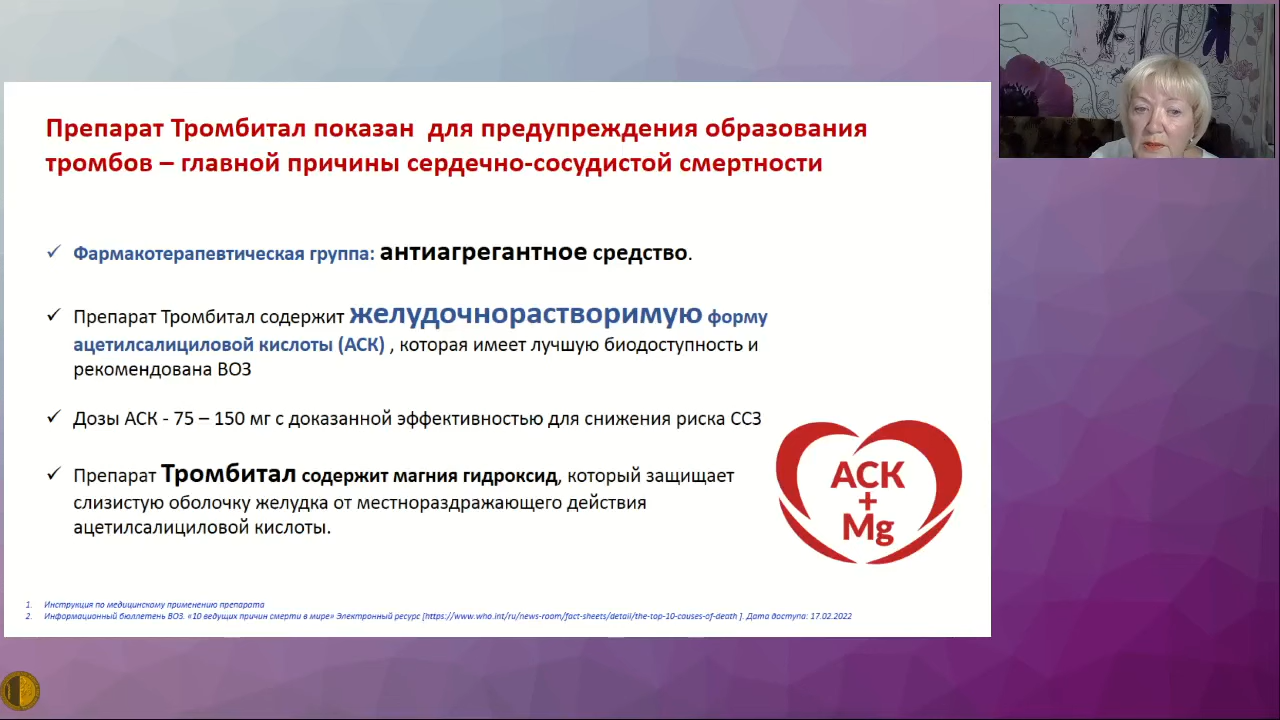 Препарат Тромбитал показан для предупреждения образования
тромбов – главной причины сердечно-сосудистой смертности
✓ Фармакотерапевтическая группа: антиагрегантное средство.
✓ Препарат Тромбитал содержит желудочнорастворимую форму
ацетилсалициловой кислоты (АСК) , которая имеет лучшую биодоступность и
рекомендована ВОЗ
✓ Дозы АСК - 75 – 150 мг с доказанной эффективностью для снижения риска ССЗ
✓ Препарат Тромбитал содержит магния гидроксид, который защищает
слизистую оболочку желудка от местнораздражающего действия
ацетилсалициловой кислоты.
АСК
+
Mg
1. Инструкция по медицинскому применению препарата
2. Информационный бюллетень ВОЗ. «10 ведущих причин смерти в мире» Электронный ресурс [https://www.who.int/ru/news-room/fact-sheets/detail/the-top-10-couses-of-death ]. Дата доступа: 17.02.2022